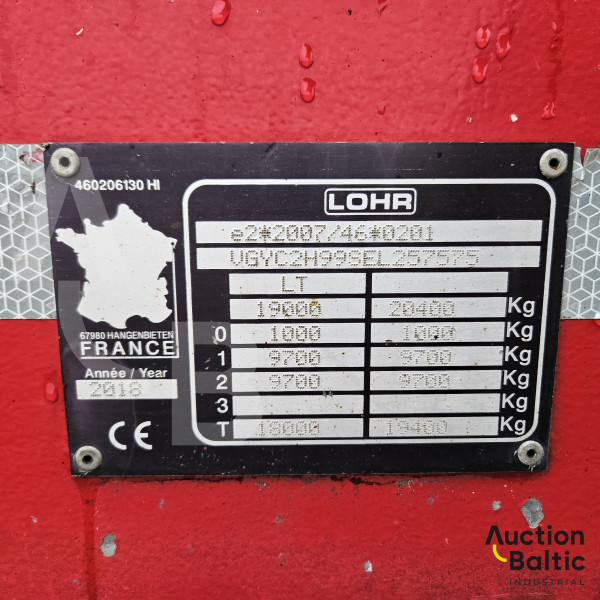 460206130 HI
LOHR
e2*2007/46*0201
VGYC2H99SEL257575
LT
19000 20400 Kg
0 1000 1000 Kg
1 9700 9700 Kg
2 9700 9700 Kg
3 Kg
T 18000 19400 Kg
67980 HANGENBIETEN
FRANCE
Année / Year
2018
CE
Auction
Baltic
INDUSTRIAL